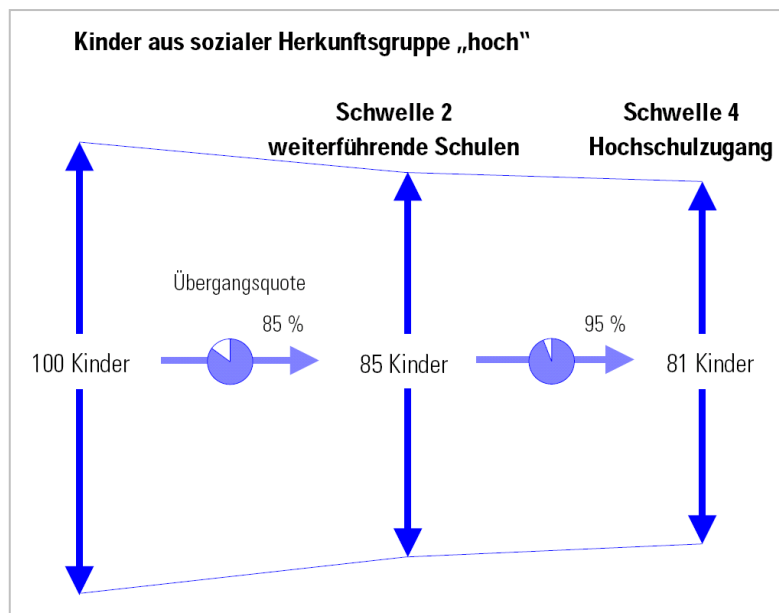 Kinder aus sozialer Herkunftsgruppe „hoch“
Schwelle 2
weiterführende Schulen
Schwelle 4
Hochschulzugang
Übergangsquote
85 %
95 %
100 Kinder
85 Kinder
81 Kinder